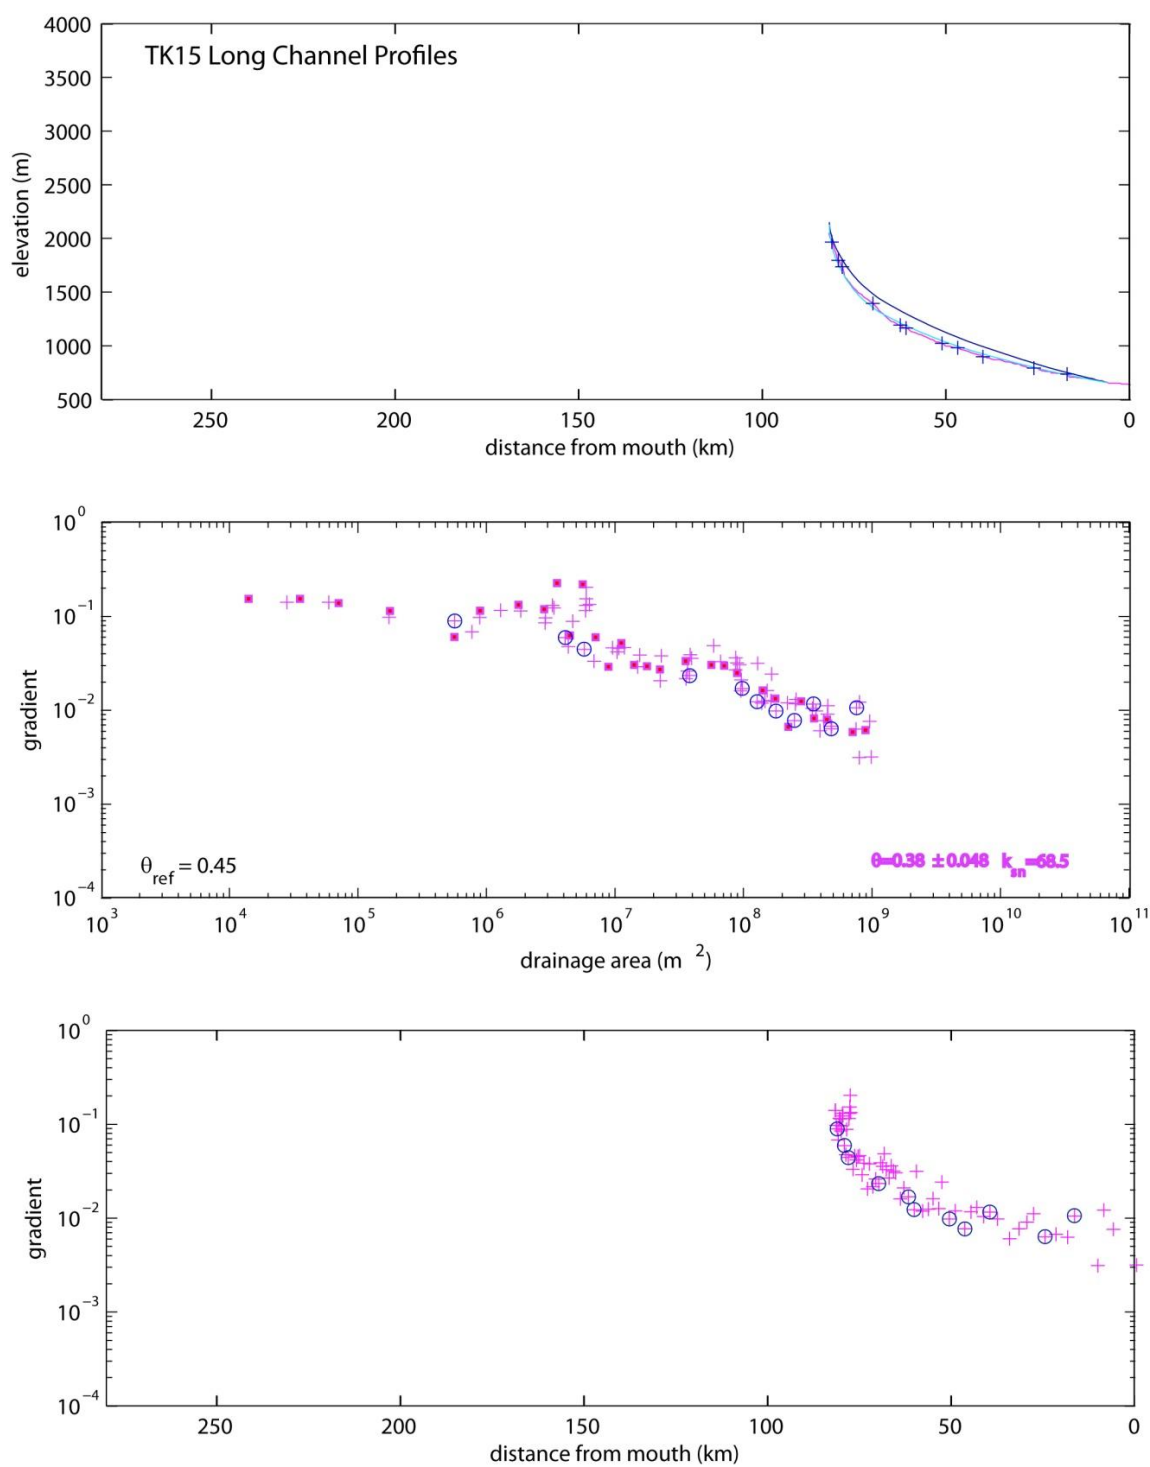 4000
TK15 Long Channel Profiles
3500
3000
2500
2000
1500
1000
500
elevation (m)
250 200 150 100 50 0
distance from mouth (km)
10^0
10^-1
10^-2
10^-3
10^-4
gradient
θref = 0.45
θ=0.38 ±0.048 ksn=68.5
10^3 10^4 10^5 10^6 10^7 10^8 10^9 10^10 10^11
drainage area (m 2)
10^0
10^-1
10^-2
10^-3
10^-4
gradient
250 200 150 100 50 0
distance from mouth (km)